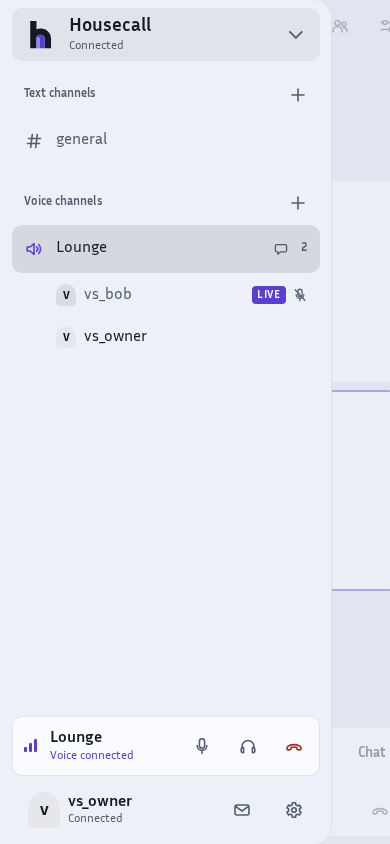 Housecall
Connected
Text channels
# general
Voice channels
Lounge
2
V
vs_bob
LIVE
V
vs_owner
Lounge
Voice connected
Chat
V
vs_owner
Connected